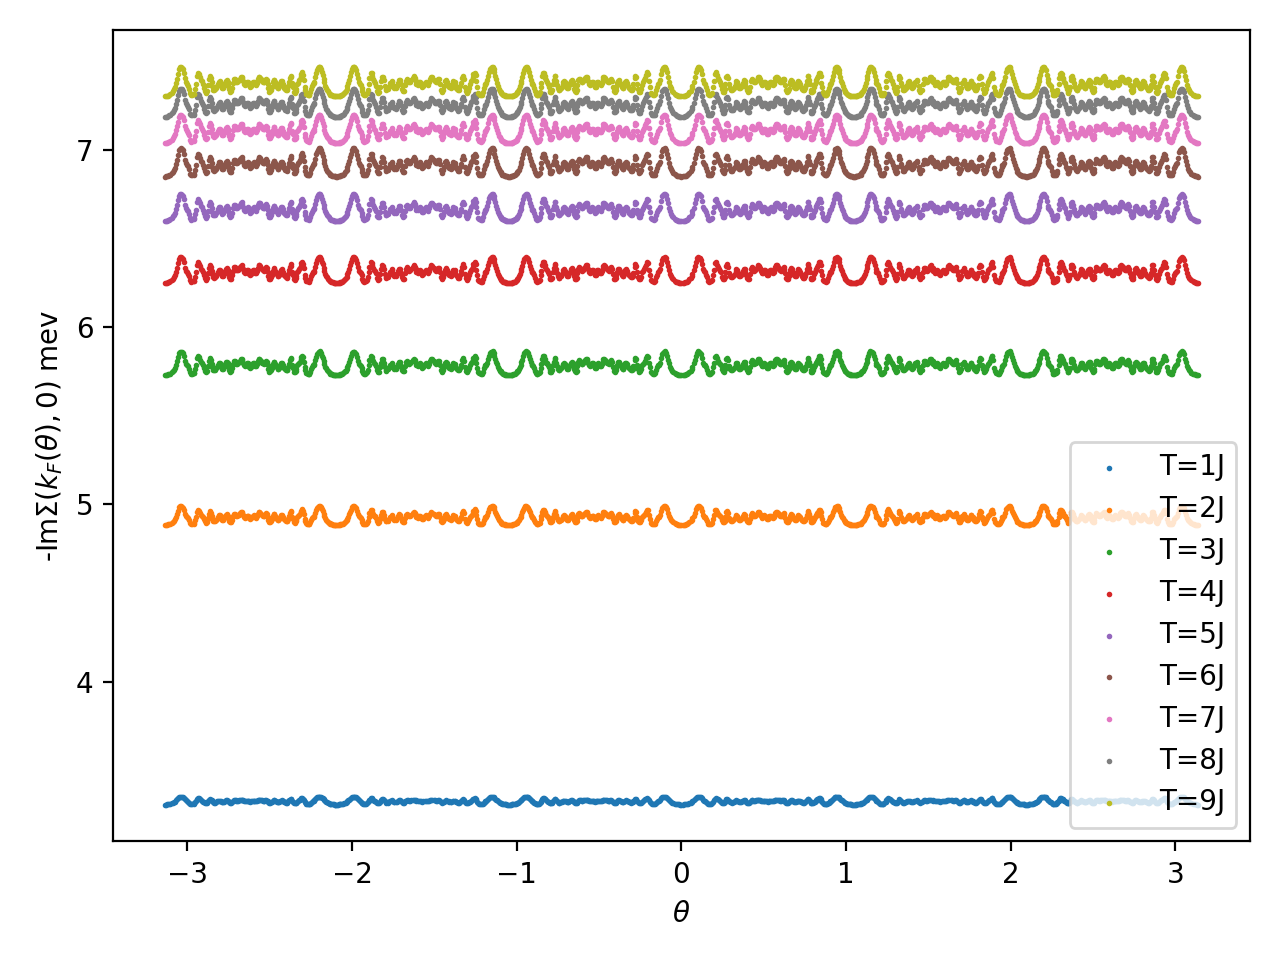 7
6
5
4
-ImΣ(k_F(θ), 0) mev
T=1J
T=2J
T=3J
T=4J
T=5J
T=6J
T=7J
T=8J
T=9J
−3 −2 −1 0 1 2 3
θ